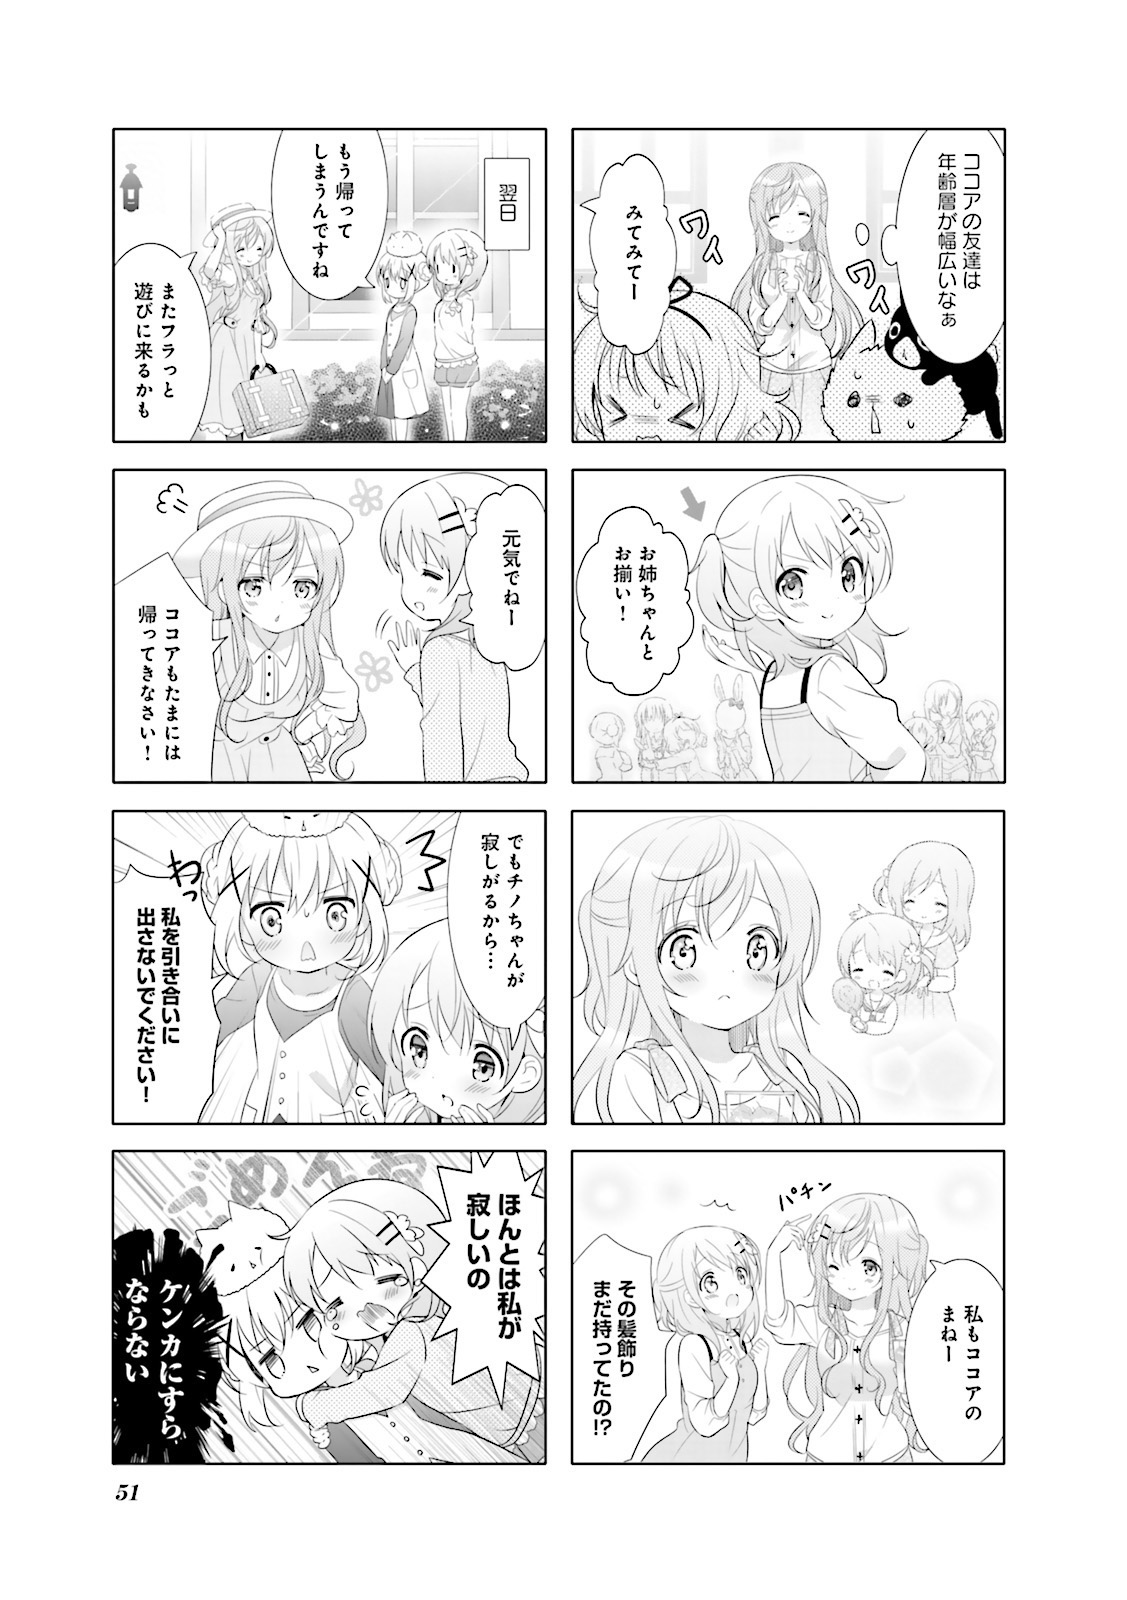 ココアの友達は
年齢層が幅広いなぁ
ワイ
ワイ
みてみてー
お姉ちゃんと
お揃い！
私もココアの
まねー
パチン
その髪飾り
まだ持ってたの!?
翌日
もう帰って
しまうんですね
またフラっと
遊びに来るかも
元気でねー
ココアもたまには
帰ってきなさい！
でもチノちゃんが
寂しがるから…
わっ
私を引き合いに
出さないでください！
ほんとは私が
寂しいの
ごめんね
ケンカにすら
ならない
51